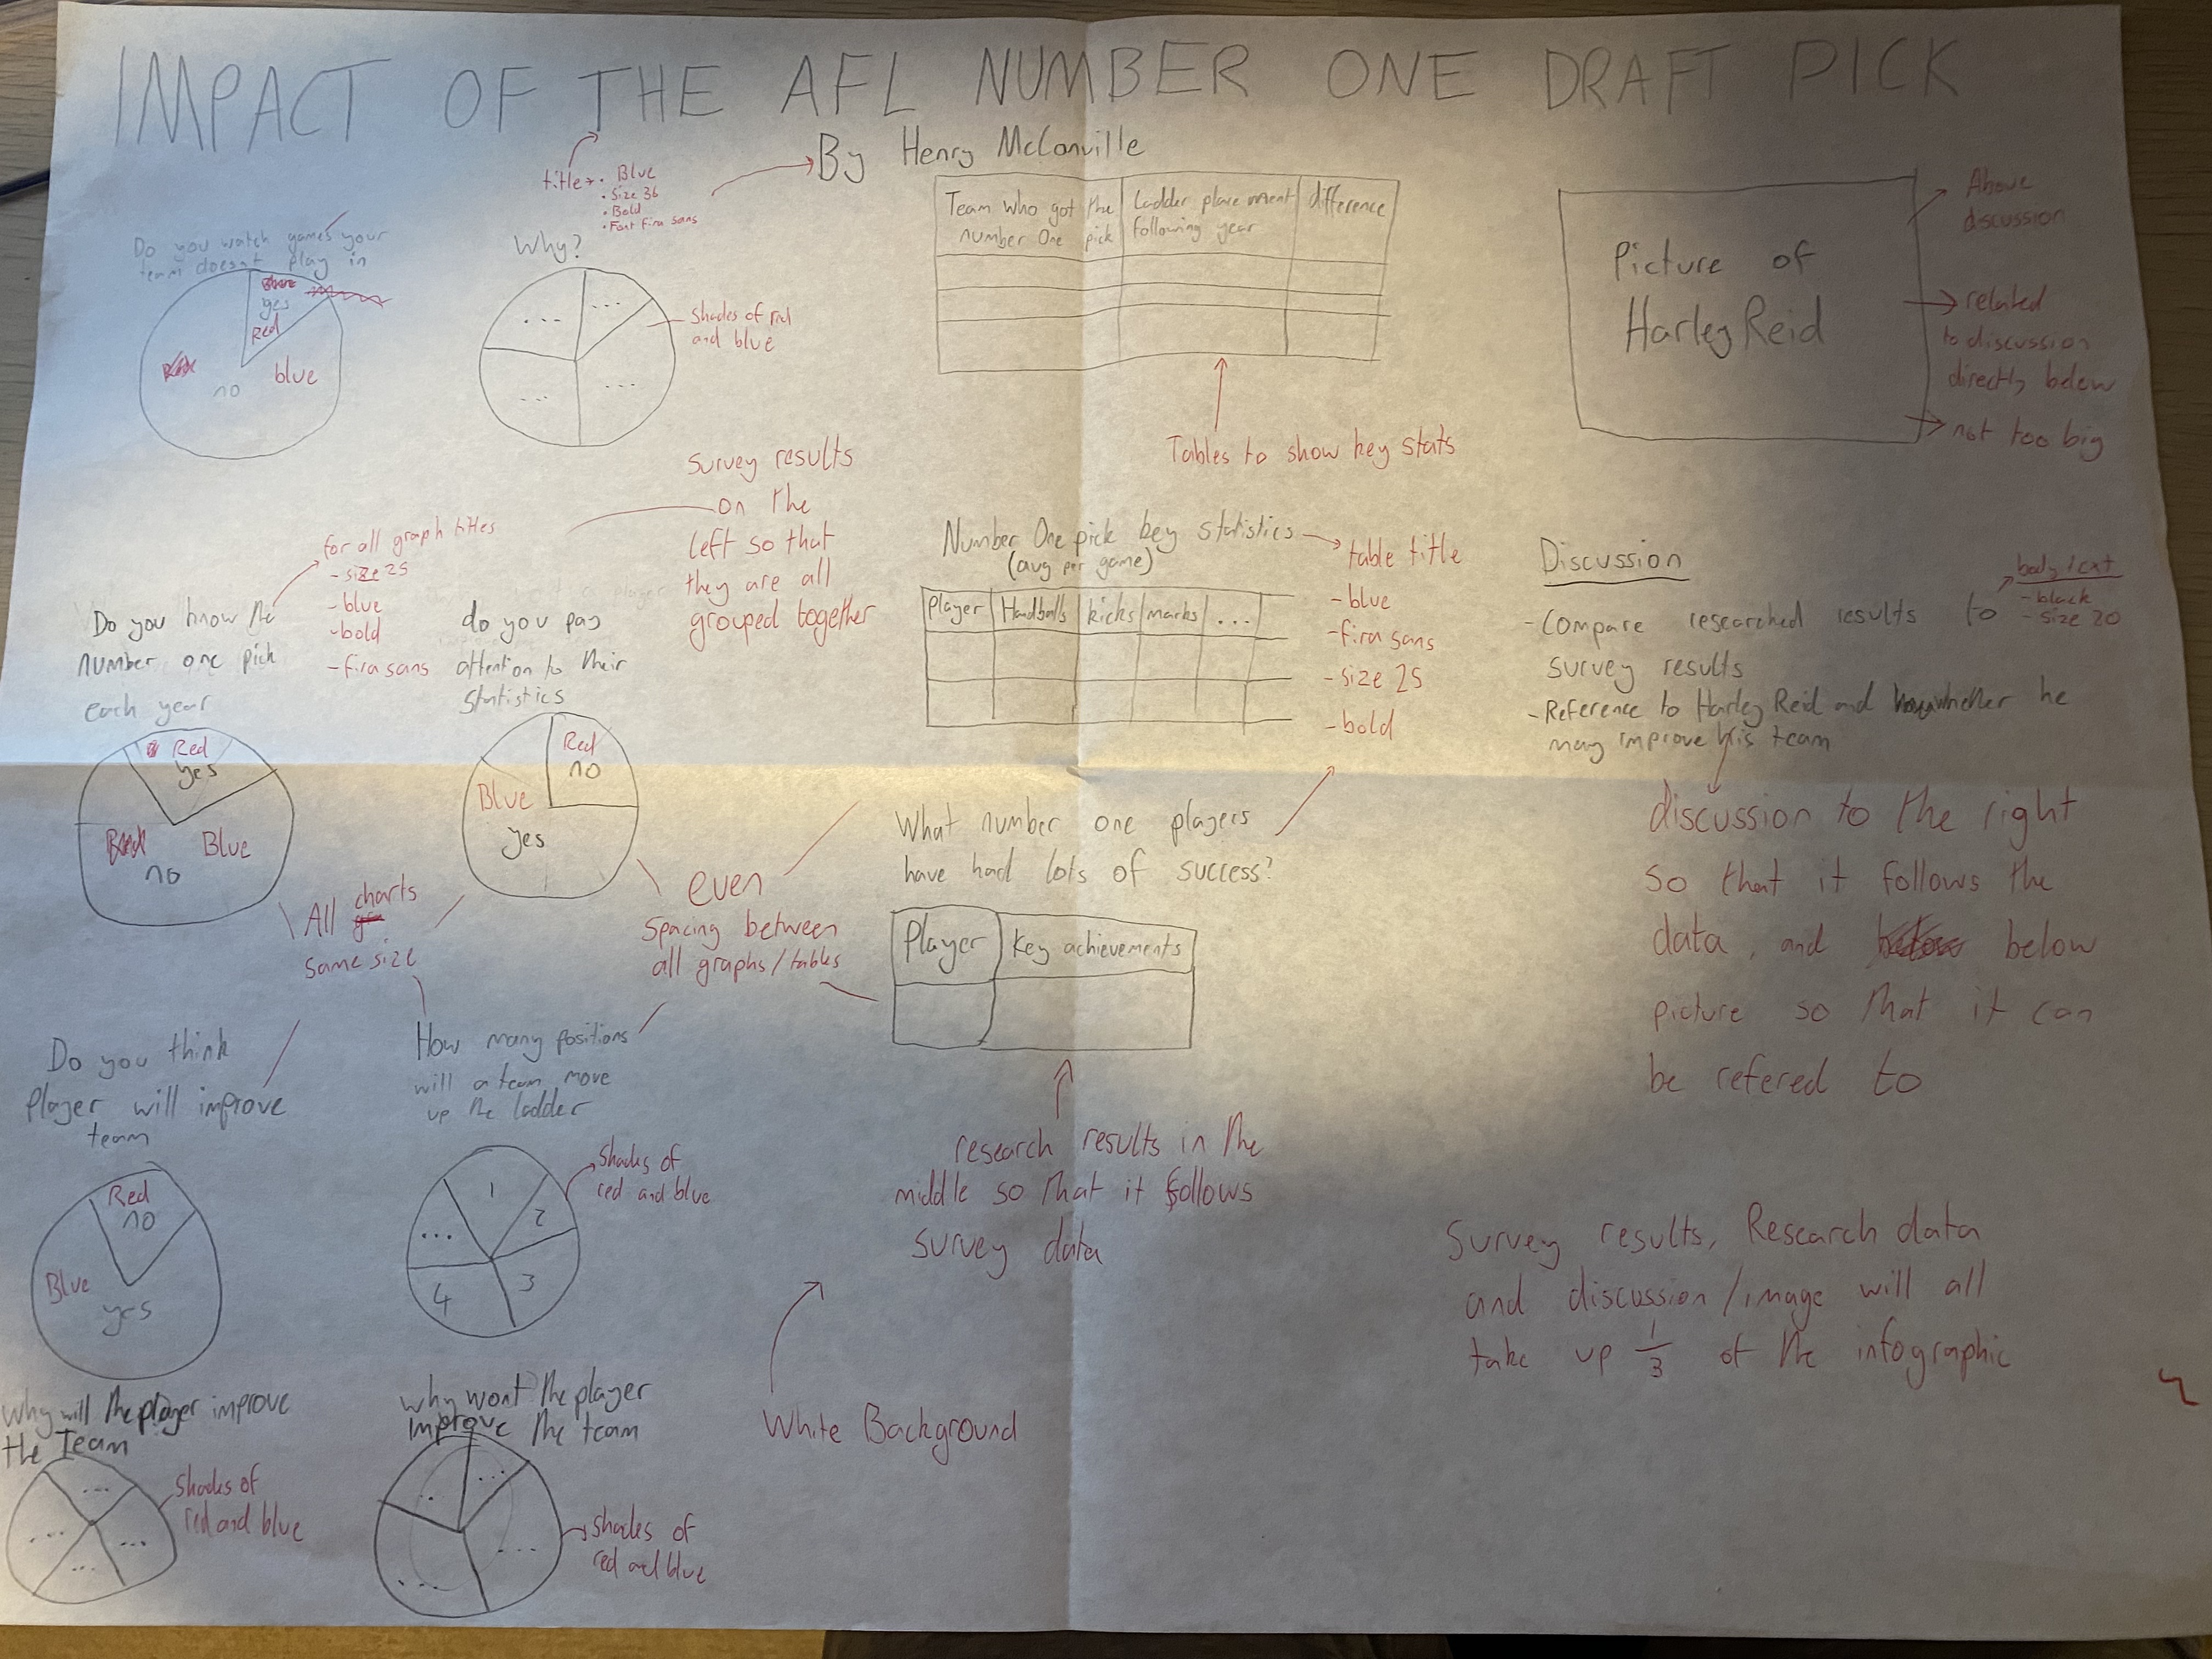 IMPACT OF THE AFL NUMBER ONE DRAFT PICK
By Henry McConville
title
• Blue
• Size 36
• Bold
• Font fira sans
Do you watch games your
team doesnt play in
yes
Red
no
blue
Why?
...
...
...
...
Shades of red
and blue
Survey results
on the
left so that
they are all
grouped together
for all graph titles
- size 25
- blue
- bold
- fira sans
Do you know the
number one pick
each year
Red
yes
Blue
no
do you pay
attention to their
statistics
Red
no
Blue
yes
All charts
same size
even
spacing between
all graphs/tables
Do you think
player will improve
team
Red
no
Blue
yes
How many positions
will a team move
up the ladder
1
2
3
4
...
Shades of
red and blue
Why will the player improve
the Team
...
...
...
...
Shades of
red and blue
why wont the player
improve the team
...
...
...
...
Shades of
red and blue
Team who got the
number One pick
Ladder placement
following year
difference
Tables to show key stats
Number One pick key statistics
(avg per game)
Player
Handballs
kicks
marks
...
table title
- blue
- fira sans
- size 25
- bold
What number one players
have had lots of success?
Player
Key achievements
research results in the
middle so that it follows
survey data
White Background
Picture of
Harley Reid
Above
discussion
related
to discussion
directly below
not too big
Discussion
- Compare researched results to
survey results
- Reference to Harley Reid and whether he
may improve his team
body text
- black
- size 20
discussion to the right
so that it follows the
data, and below
picture so that it can
be refered to
Survey results, Research data
and discussion/image will all
take up 1/3 of the infographic